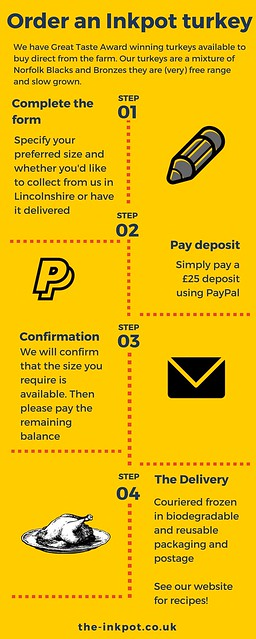 Order an Inkpot turkey
We have Great Taste Award winning turkeys available to
buy direct from the farm. Our turkeys are a mixture of
Norfolk Blacks and Bronzes they are (very) free range
and slow grown.
STEP
01
Complete the
form
Specify your
preferred size and
whether you'd like
to collect from us in
Lincolnshire or have
it delivered
STEP
02
Pay deposit
Simply pay a
£25 deposit
using PayPal
STEP
03
Confirmation
We will confirm
that the size you
require is
available. Then
please pay the
remaining
balance
STEP
04
The Delivery
Couriered frozen
in biodegradable
and reusable
packaging and
postage
See our website
for recipes!
the-inkpot.co.uk